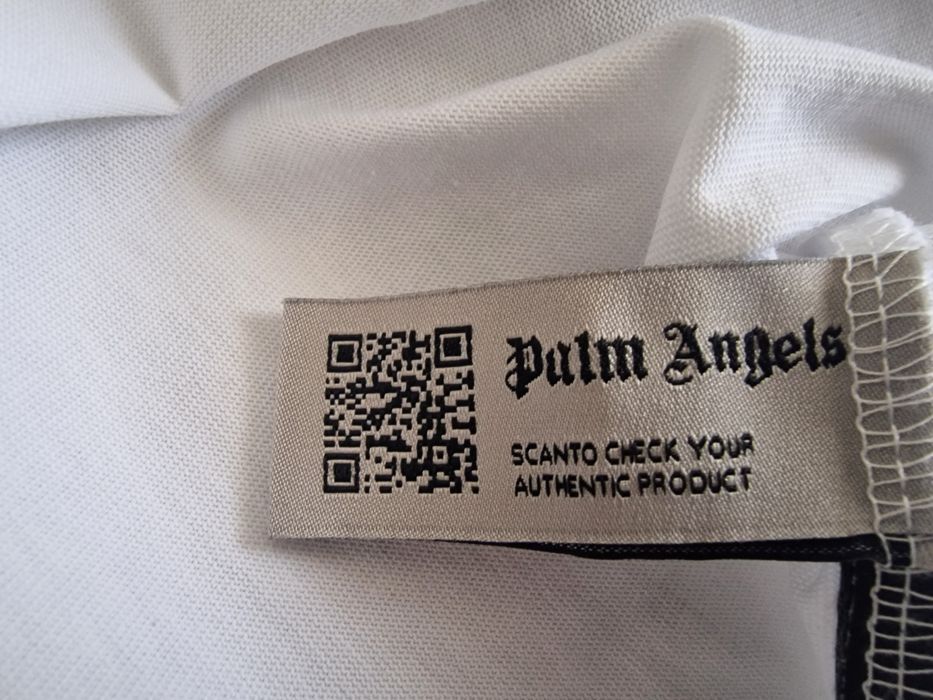 Palm Angels
SCANTO CHECK YOUR
AUTHENTIC PRODUCT